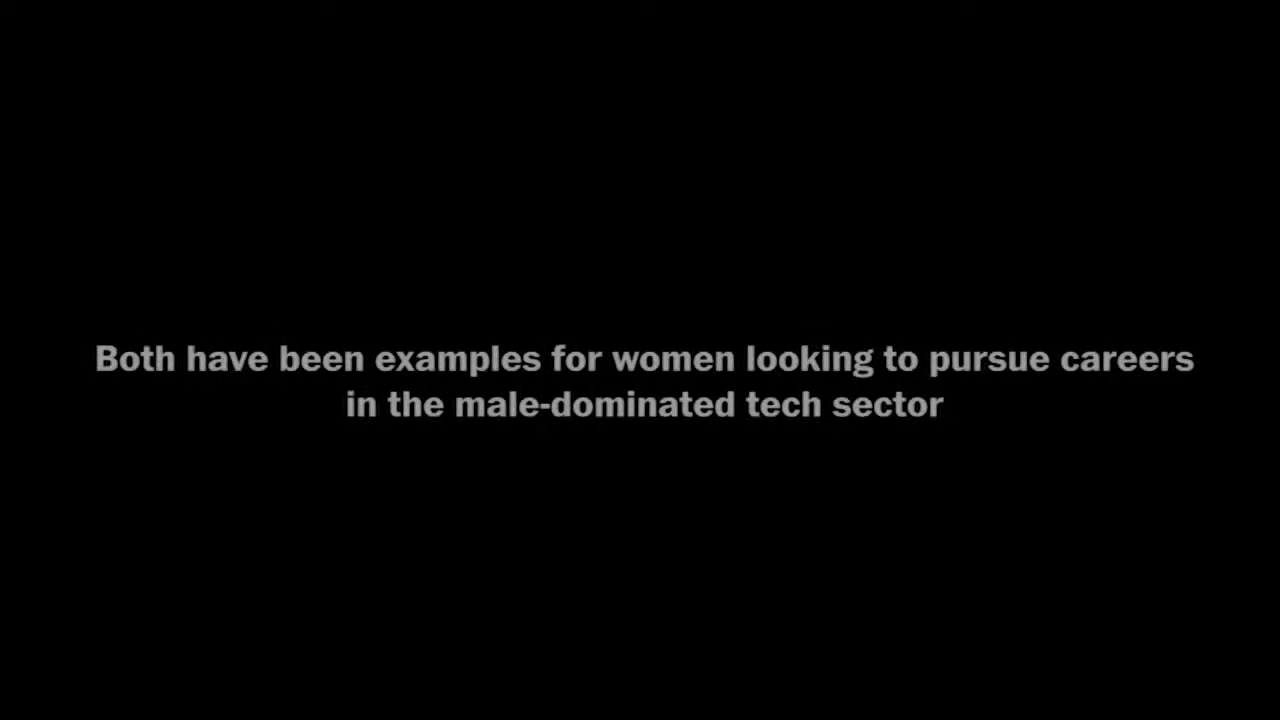 Both have been examples for women looking to pursue careers
in the male-dominated tech sector